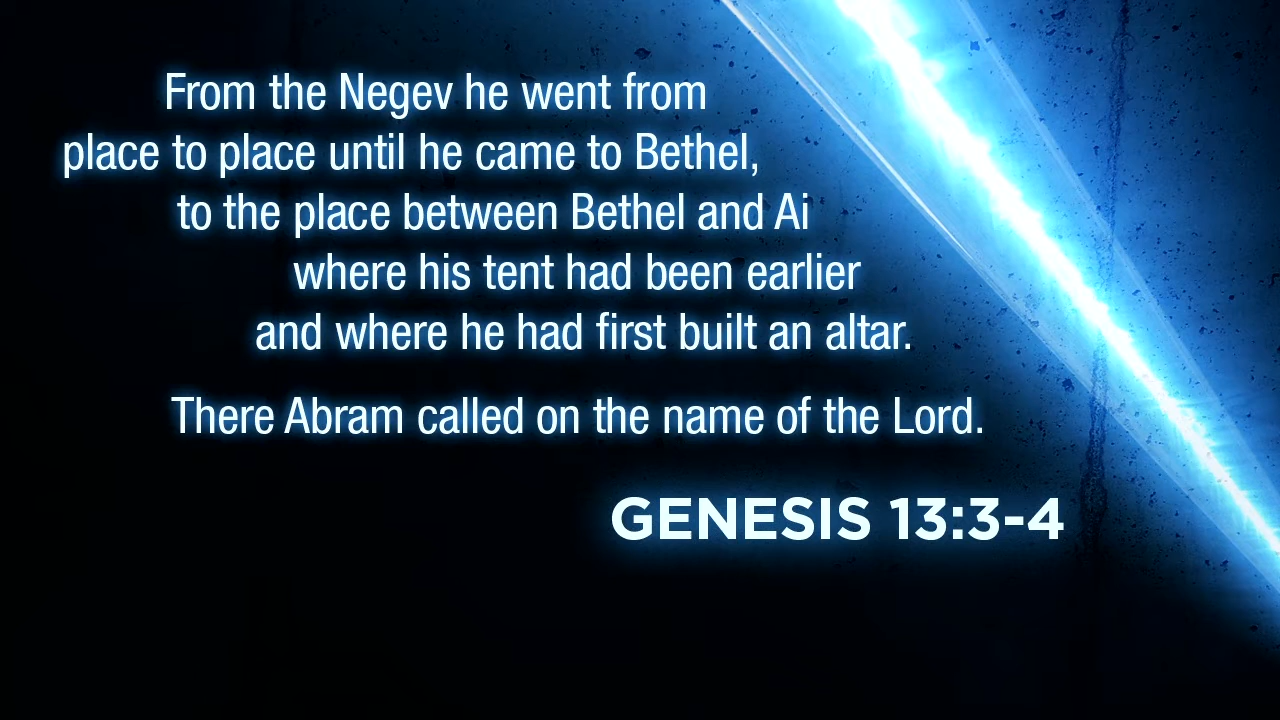 From the Negev he went from
place to place until he came to Bethel,
to the place between Bethel and Ai
where his tent had been earlier
and where he had first built an altar.
There Abram called on the name of the Lord.
GENESIS 13:3-4